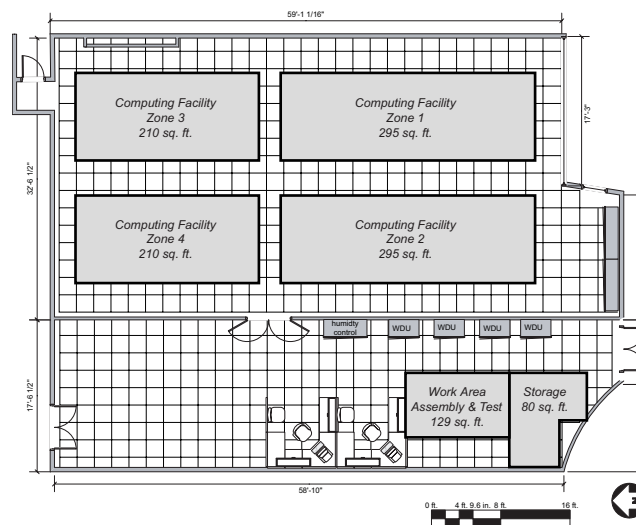 59'-1 1/16"
Computing Facility
Zone 3
210 sq. ft.
Computing Facility
Zone 1
295 sq. ft.
17'-3"
32'-6 1/2"
Computing Facility
Zone 4
210 sq. ft.
Computing Facility
Zone 2
295 sq. ft.
humidty
control
WDU
WDU
WDU
WDU
17'-6 1/2"
Work Area
Assembly & Test
129 sq. ft.
Storage
80 sq. ft.
58'-10"
0 ft. 4 ft. 9.6 in. 8 ft. 16 ft.